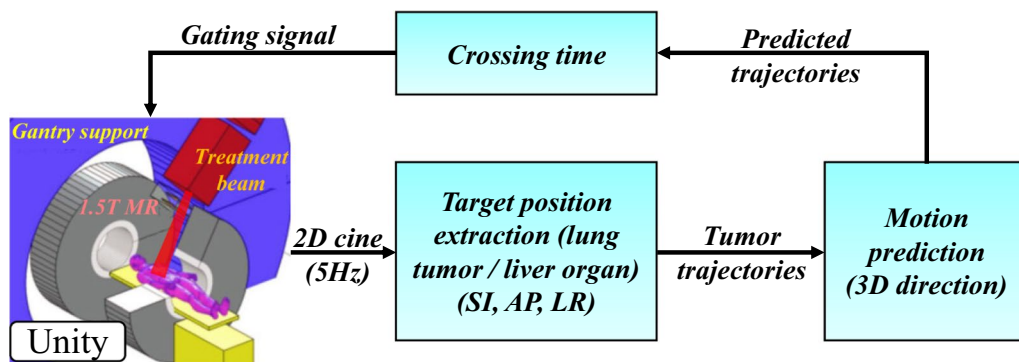 Gating signal
Crossing time
Predicted
trajectories
Gantry support
Treatment
beam
1.5T MR
Unity
2D cine
(5Hz)
Target position
extraction (lung
tumor / liver organ)
(SI, AP, LR)
Tumor
trajectories
Motion
prediction
(3D direction)